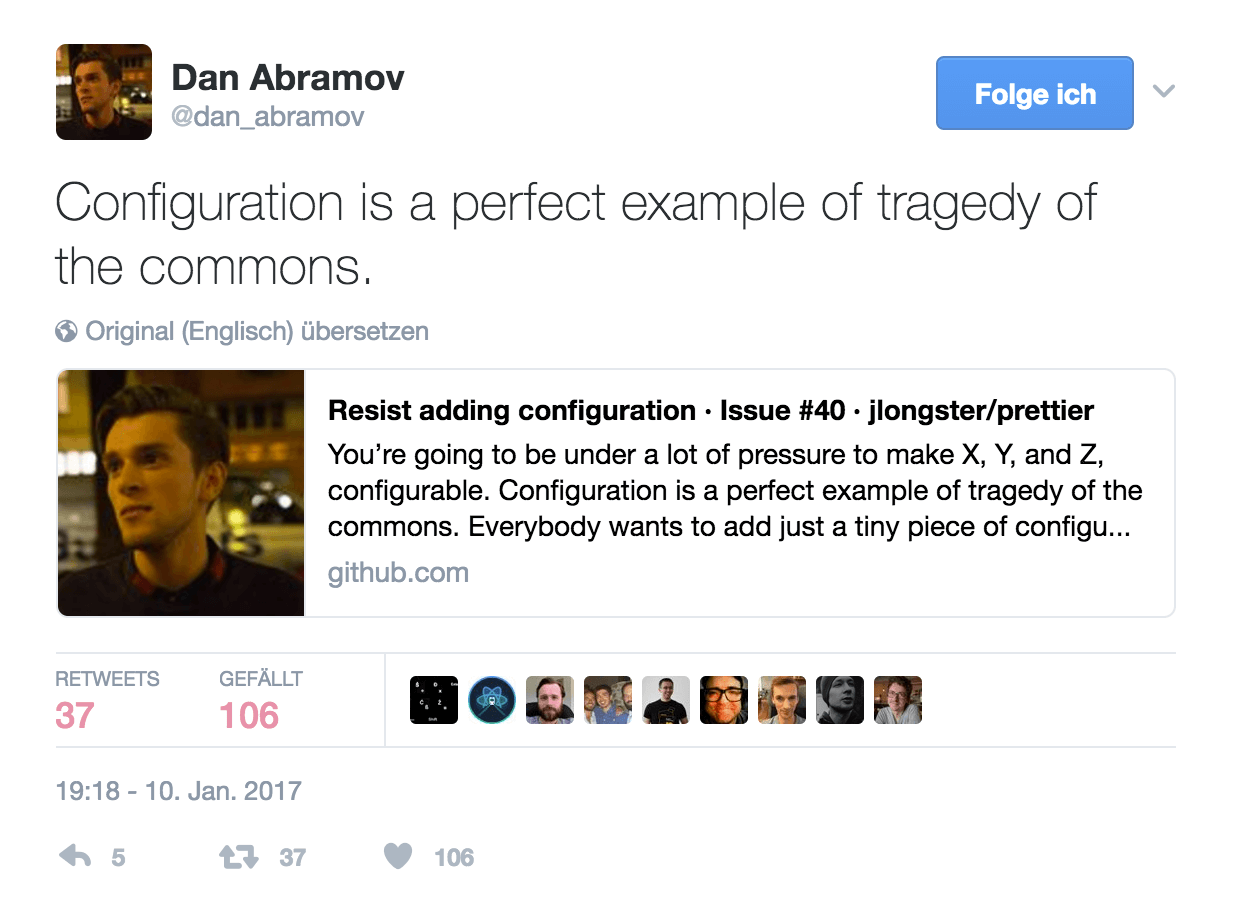 Dan Abramov
@dan_abramov
Folge ich
Configuration is a perfect example of tragedy of
the commons.
Original (Englisch) übersetzen
Resist adding configuration · Issue #40 · jlongster/prettier
You’re going to be under a lot of pressure to make X, Y, and Z,
configurable. Configuration is a perfect example of tragedy of the
commons. Everybody wants to add just a tiny piece of configu...
github.com
RETWEETS
37
GEFÄLLT
106
19:18 - 10. Jan. 2017
5
37
106